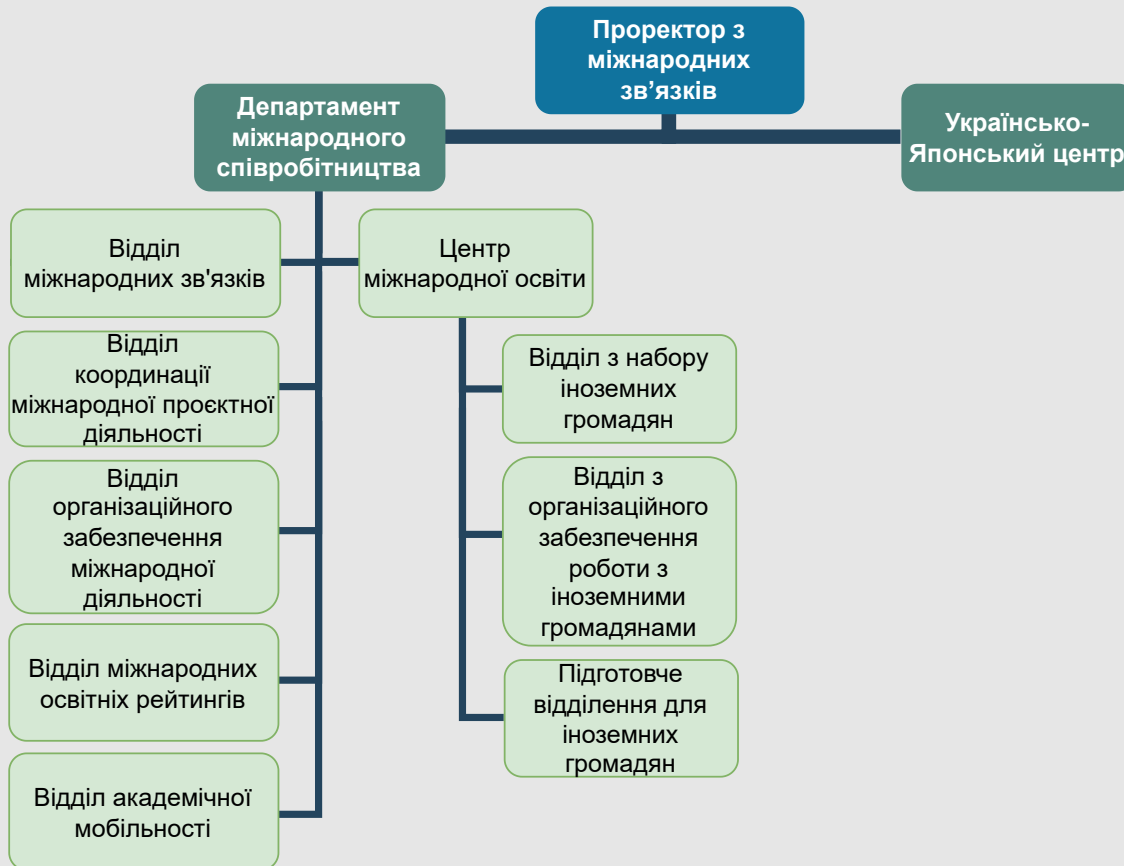 Проректор з
міжнародних
зв’язків
Департамент
міжнародного
співробітництва
Українсько-
Японський центр
Відділ
міжнародних зв'язків
Центр
міжнародної освіти
Відділ
координації
міжнародної проєктної
діяльності
Відділ
організаційного
забезпечення
міжнародної
діяльності
Відділ міжнародних
освітніх рейтингів
Відділ академічної
мобільності
Відділ з набору
іноземних
громадян
Відділ з
організаційного
забезпечення
роботи з
іноземними
громадянами
Підготовче
відділення для
іноземних
громадян